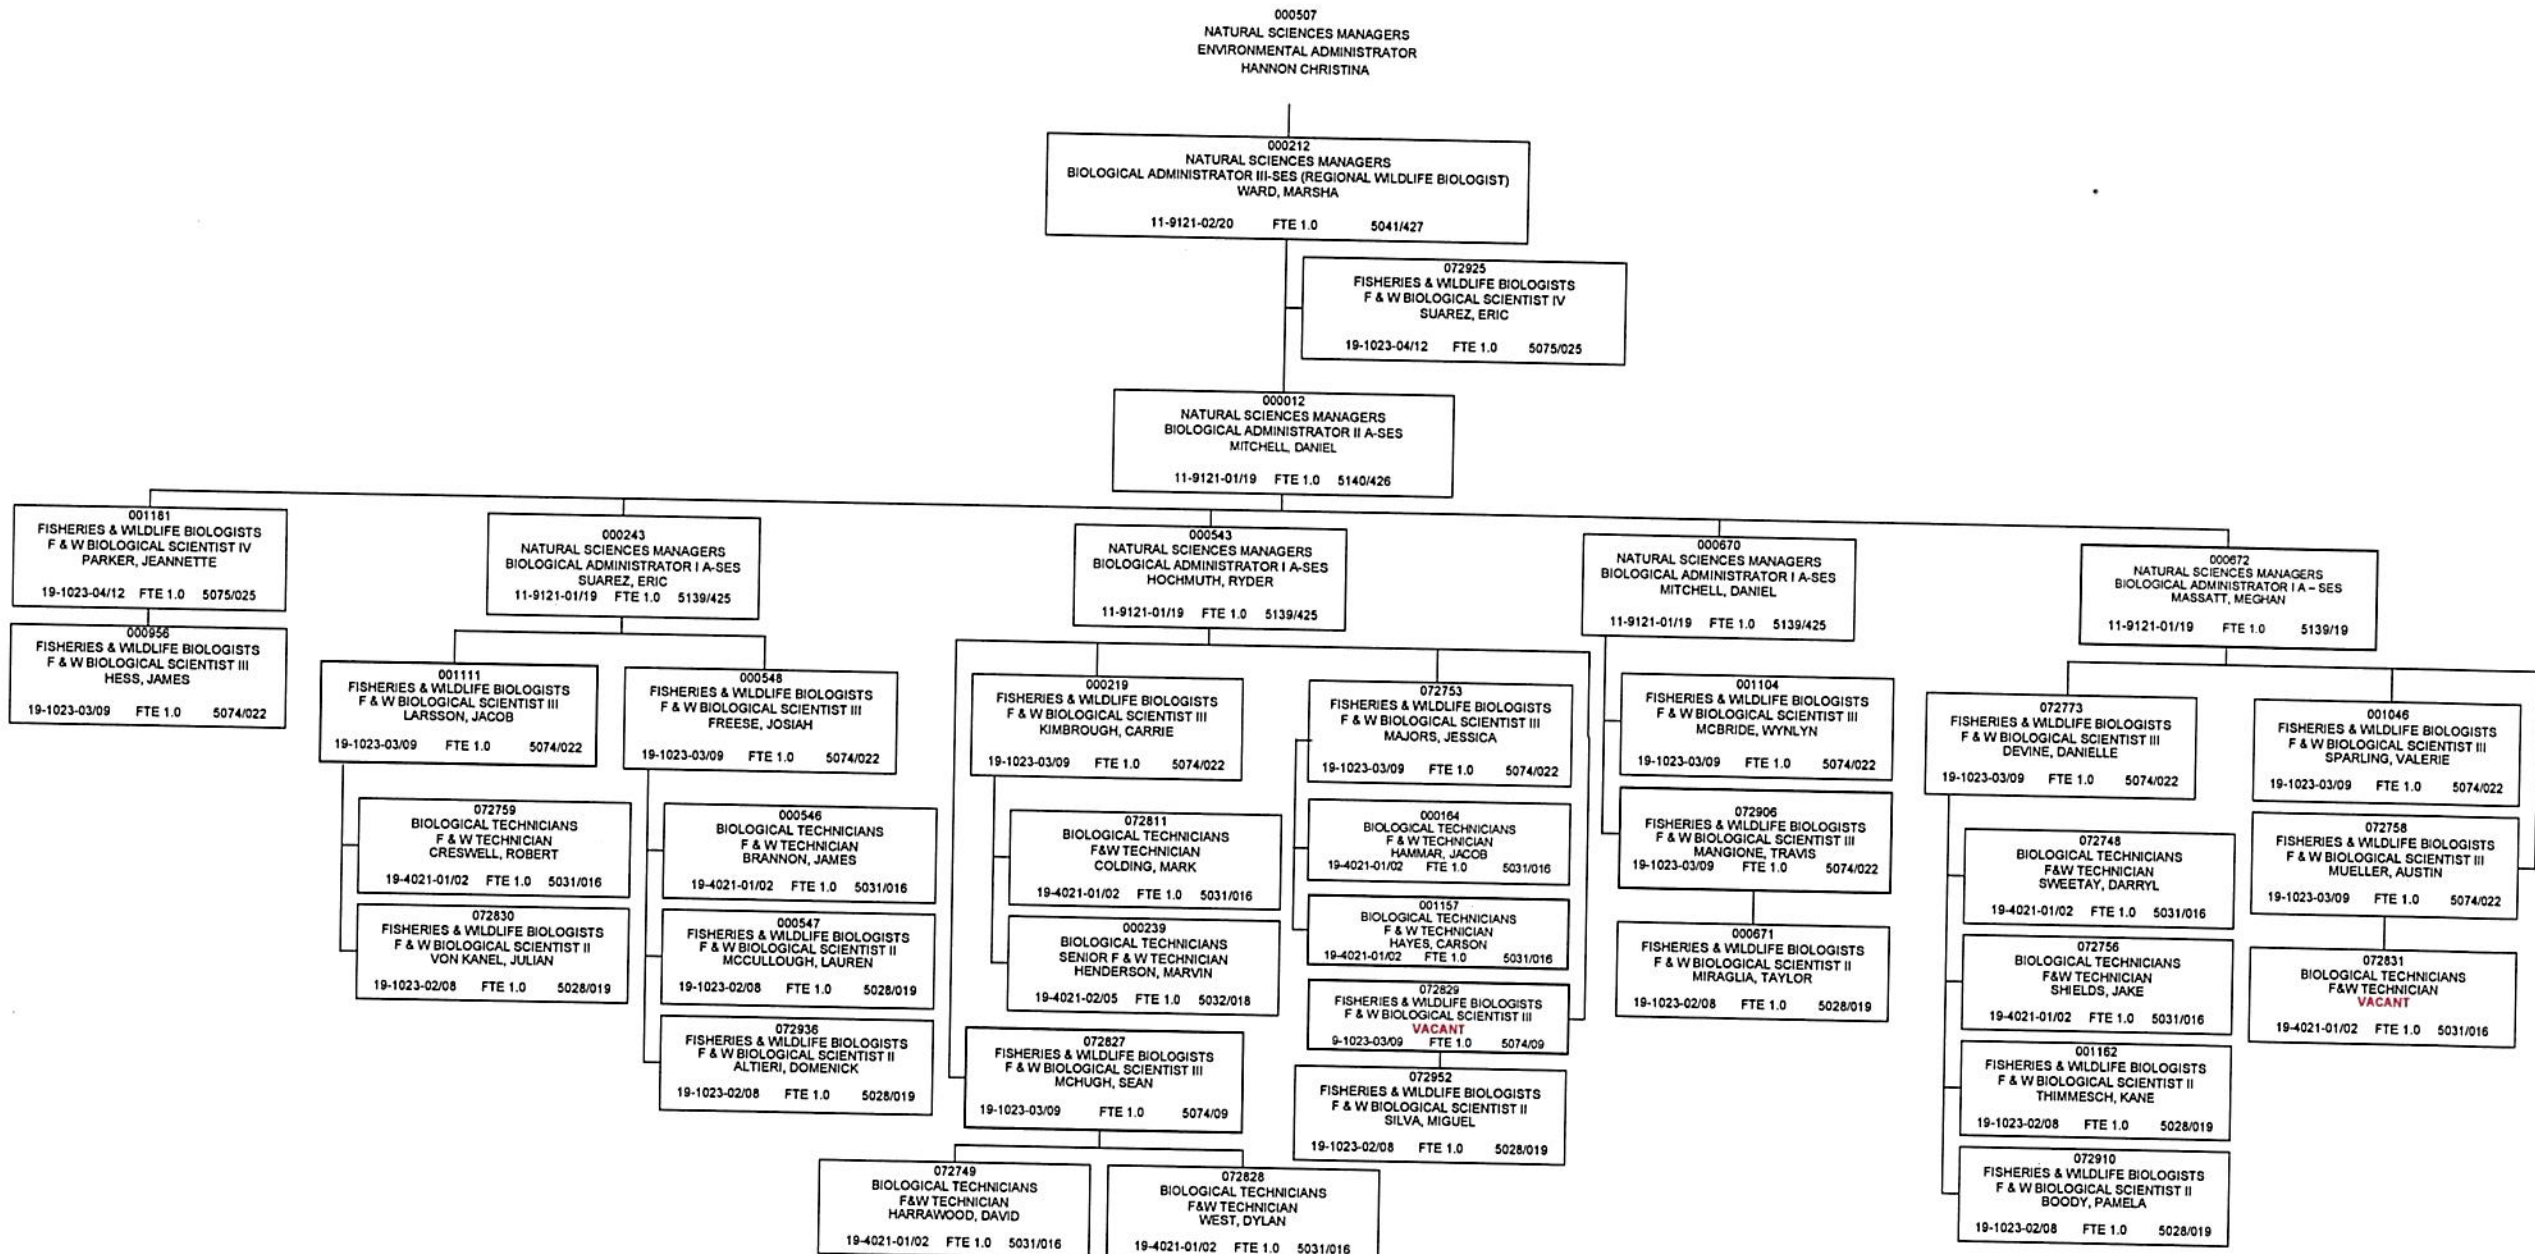 000507
NATURAL SCIENCES MANAGERS
ENVIRONMENTAL ADMINISTRATOR
HANNON CHRISTINA
000212
NATURAL SCIENCES MANAGERS
BIOLOGICAL ADMINISTRATOR III-SES (REGIONAL WILDLIFE BIOLOGIST)
WARD, MARSHA
11-9121-02/20 FTE 1.0 5041/427
072925
FISHERIES & WILDLIFE BIOLOGISTS
F & W BIOLOGICAL SCIENTIST IV
SUAREZ, ERIC
19-1023-04/12 FTE 1.0 5075/025
000012
NATURAL SCIENCES MANAGERS
BIOLOGICAL ADMINISTRATOR II A-SES
MITCHELL, DANIEL
11-9121-01/19 FTE 1.0 5140/426
001181
FISHERIES & WILDLIFE BIOLOGISTS
F & W BIOLOGICAL SCIENTIST IV
PARKER, JEANNETTE
19-1023-04/12 FTE 1.0 5075/025
000956
FISHERIES & WILDLIFE BIOLOGISTS
F & W BIOLOGICAL SCIENTIST III
HESS, JAMES
19-1023-03/09 FTE 1.0 5074/022
000243
NATURAL SCIENCES MANAGERS
BIOLOGICAL ADMINISTRATOR I A-SES
SUAREZ, ERIC
11-9121-01/19 FTE 1.0 5139/425
001111
FISHERIES & WILDLIFE BIOLOGISTS
F & W BIOLOGICAL SCIENTIST III
LARSSON, JACOB
19-1023-03/09 FTE 1.0 5074/022
072759
BIOLOGICAL TECHNICIANS
F & W TECHNICIAN
CRESWELL, ROBERT
19-4021-01/02 FTE 1.0 5031/016
072830
FISHERIES & WILDLIFE BIOLOGISTS
F & W BIOLOGICAL SCIENTIST II
VON KANEL, JULIAN
19-1023-02/08 FTE 1.0 5028/019
000548
FISHERIES & WILDLIFE BIOLOGISTS
F & W BIOLOGICAL SCIENTIST III
FREESE, JOSIAH
19-1023-03/09 FTE 1.0 5074/022
000546
BIOLOGICAL TECHNICIANS
F & W TECHNICIAN
BRANNON, JAMES
19-4021-01/02 FTE 1.0 5031/016
000547
FISHERIES & WILDLIFE BIOLOGISTS
F & W BIOLOGICAL SCIENTIST II
MCCULLOUGH, LAUREN
19-1023-02/08 FTE 1.0 5028/019
072936
FISHERIES & WILDLIFE BIOLOGISTS
F & W BIOLOGICAL SCIENTIST II
ALTIERI, DOMENICK
19-1023-02/08 FTE 1.0 5028/019
000543
NATURAL SCIENCES MANAGERS
BIOLOGICAL ADMINISTRATOR I A-SES
HOCHMUTH, RYDER
11-9121-01/19 FTE 1.0 5139/425
000219
FISHERIES & WILDLIFE BIOLOGISTS
F & W BIOLOGICAL SCIENTIST III
KIMBROUGH, CARRIE
19-1023-03/09 FTE 1.0 5074/022
072811
BIOLOGICAL TECHNICIANS
F&W TECHNICIAN
COLDING, MARK
19-4021-01/02 FTE 1.0 5031/016
000239
BIOLOGICAL TECHNICIANS
SENIOR F & W TECHNICIAN
HENDERSON, MARVIN
19-4021-02/05 FTE 1.0 5032/018
072827
FISHERIES & WILDLIFE BIOLOGISTS
F & W BIOLOGICAL SCIENTIST III
MCHUGH, SEAN
19-1023-03/09 FTE 1.0 5074/09
072749
BIOLOGICAL TECHNICIANS
F&W TECHNICIAN
HARRAWOOD, DAVID
19-4021-01/02 FTE 1.0 5031/016
072828
BIOLOGICAL TECHNICIANS
F&W TECHNICIAN
WEST, DYLAN
19-4021-01/02 FTE 1.0 5031/016
072753
FISHERIES & WILDLIFE BIOLOGISTS
F & W BIOLOGICAL SCIENTIST III
MAJORS, JESSICA
19-1023-03/09 FTE 1.0 5074/022
000164
BIOLOGICAL TECHNICIANS
F & W TECHNICIAN
HAMMAR, JACOB
19-4021-01/02 FTE 1.0 5031/016
001157
BIOLOGICAL TECHNICIANS
F & W TECHNICIAN
HAYES, CARSON
19-4021-01/02 FTE 1.0 5031/016
072829
FISHERIES & WILDLIFE BIOLOGISTS
F & W BIOLOGICAL SCIENTIST III
VACANT
9-1023-03/09 FTE 1.0 5074/09
072952
FISHERIES & WILDLIFE BIOLOGISTS
F & W BIOLOGICAL SCIENTIST II
SILVA, MIGUEL
19-1023-02/08 FTE 1.0 5028/019
000670
NATURAL SCIENCES MANAGERS
BIOLOGICAL ADMINISTRATOR I A-SES
MITCHELL, DANIEL
11-9121-01/19 FTE 1.0 5139/425
001104
FISHERIES & WILDLIFE BIOLOGISTS
F & W BIOLOGICAL SCIENTIST III
MCBRIDE, WYNLYN
19-1023-03/09 FTE 1.0 5074/022
072906
FISHERIES & WILDLIFE BIOLOGISTS
F & W BIOLOGICAL SCIENTIST III
MANGIONE, TRAVIS
19-1023-03/09 FTE 1.0 5074/022
000671
FISHERIES & WILDLIFE BIOLOGISTS
F & W BIOLOGICAL SCIENTIST II
MIRAGLIA, TAYLOR
19-1023-02/08 FTE 1.0 5028/019
000672
NATURAL SCIENCES MANAGERS
BIOLOGICAL ADMINISTRATOR I A – SES
MASSATT, MEGHAN
11-9121-01/19 FTE 1.0 5139/19
072773
FISHERIES & WILDLIFE BIOLOGISTS
F & W BIOLOGICAL SCIENTIST III
DEVINE, DANIELLE
19-1023-03/09 FTE 1.0 5074/022
072748
BIOLOGICAL TECHNICIANS
F&W TECHNICIAN
SWEETAY, DARRYL
19-4021-01/02 FTE 1.0 5031/016
072756
BIOLOGICAL TECHNICIANS
F&W TECHNICIAN
SHIELDS, JAKE
19-4021-01/02 FTE 1.0 5031/016
001162
FISHERIES & WILDLIFE BIOLOGISTS
F & W BIOLOGICAL SCIENTIST II
THIMMESCH, KANE
19-1023-02/08 FTE 1.0 5028/019
072910
FISHERIES & WILDLIFE BIOLOGISTS
F & W BIOLOGICAL SCIENTIST II
BOODY, PAMELA
19-1023-02/08 FTE 1.0 5028/019
001046
FISHERIES & WILDLIFE BIOLOGISTS
F & W BIOLOGICAL SCIENTIST III
SPARLING, VALERIE
19-1023-03/09 FTE 1.0 5074/022
072758
FISHERIES & WILDLIFE BIOLOGISTS
F & W BIOLOGICAL SCIENTIST III
MUELLER, AUSTIN
19-1023-03/09 FTE 1.0 5074/022
072831
BIOLOGICAL TECHNICIANS
F&W TECHNICIAN
VACANT
19-4021-01/02 FTE 1.0 5031/016